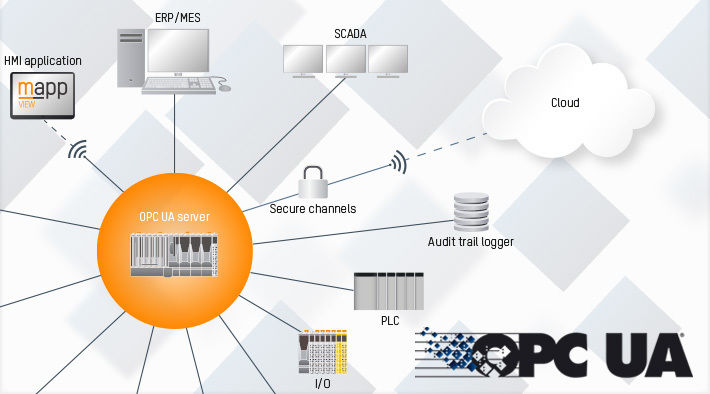 ERP/MES
SCADA
HMI application
mapp
VIEW
Cloud
Secure channels
OPC UA server
Audit trail logger
PLC
I/O
OPC UA